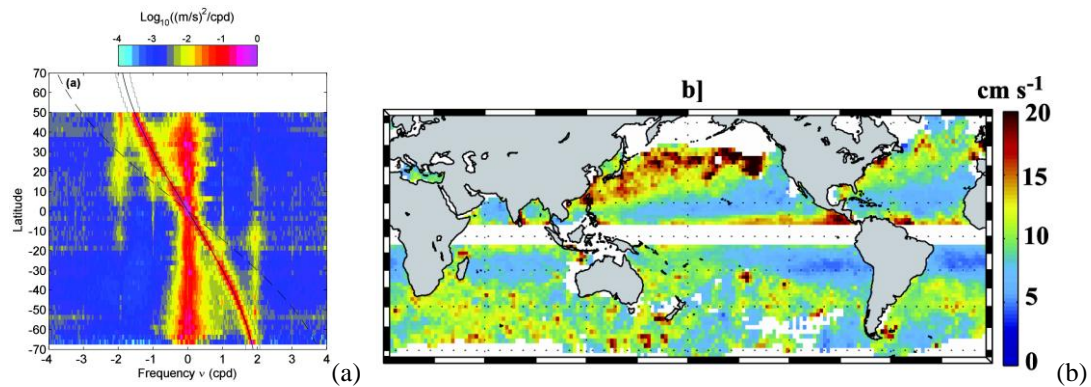 Log10((m/s)2/cpd)
-4 -3 -2 -1 0
(a)
70
60
50
40
30
20
10
0
-10
-20
-30
-40
-50
-60
-70
Latitude
-4 -3 -2 -1 0 1 2 3 4
Frequency ν (cpd)
(a)
b]
cm s-1
20
15
10
5
0
(b)